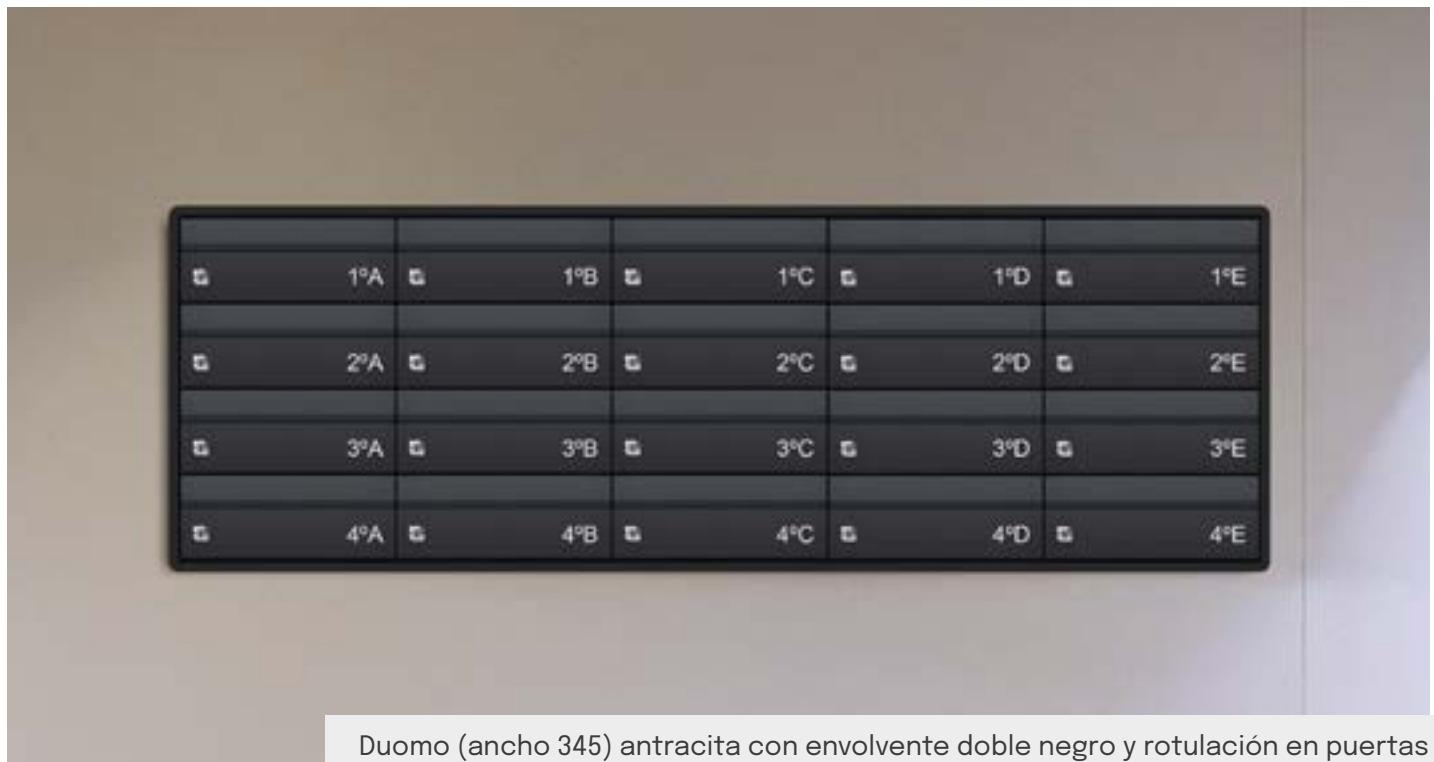 1ºA 1ºB 1ºC 1ºD 1ºE
2ºA 2ºB 2ºC 2ºD 2ºE
3ºA 3ºB 3ºC 3ºD 3ºE
4ºA 4ºB 4ºC 4ºD 4ºE
Duomo (ancho 345) antracita con envolvente doble negro y rotulación en puertas